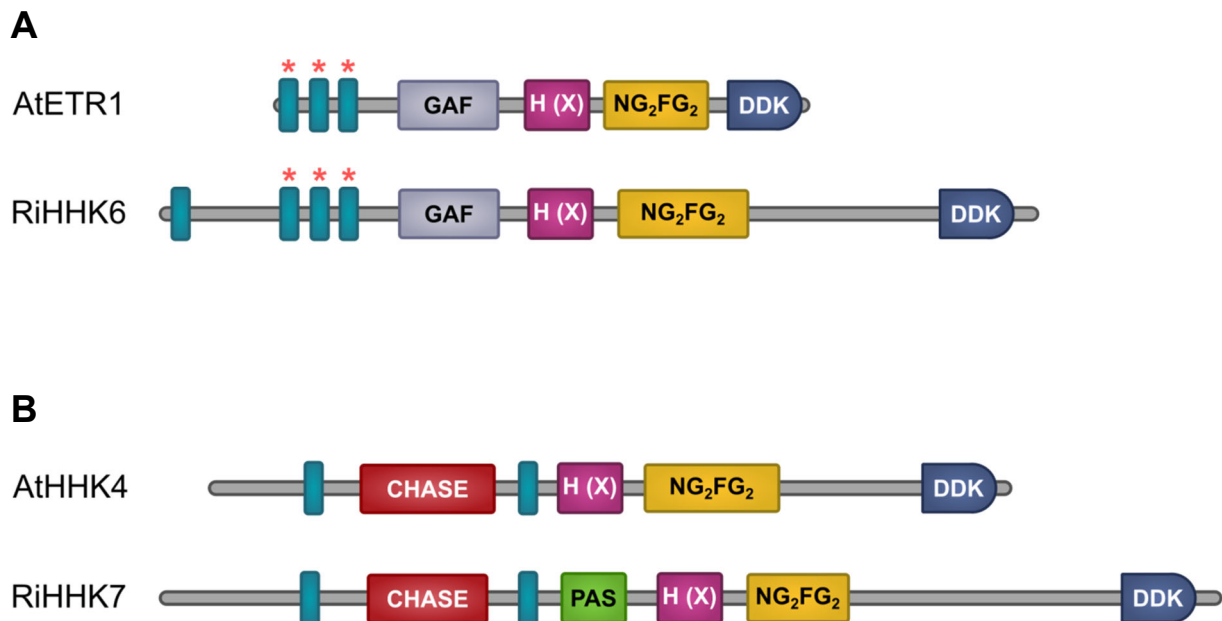 A
* * *
AtETR1 GAF H (X) NG₂FG₂ DDK
* * *
RiHHK6 GAF H (X) NG₂FG₂ DDK
B
AtHHK4 CHASE H (X) NG₂FG₂ DDK
RiHHK7 CHASE PAS H (X) NG₂FG₂ DDK